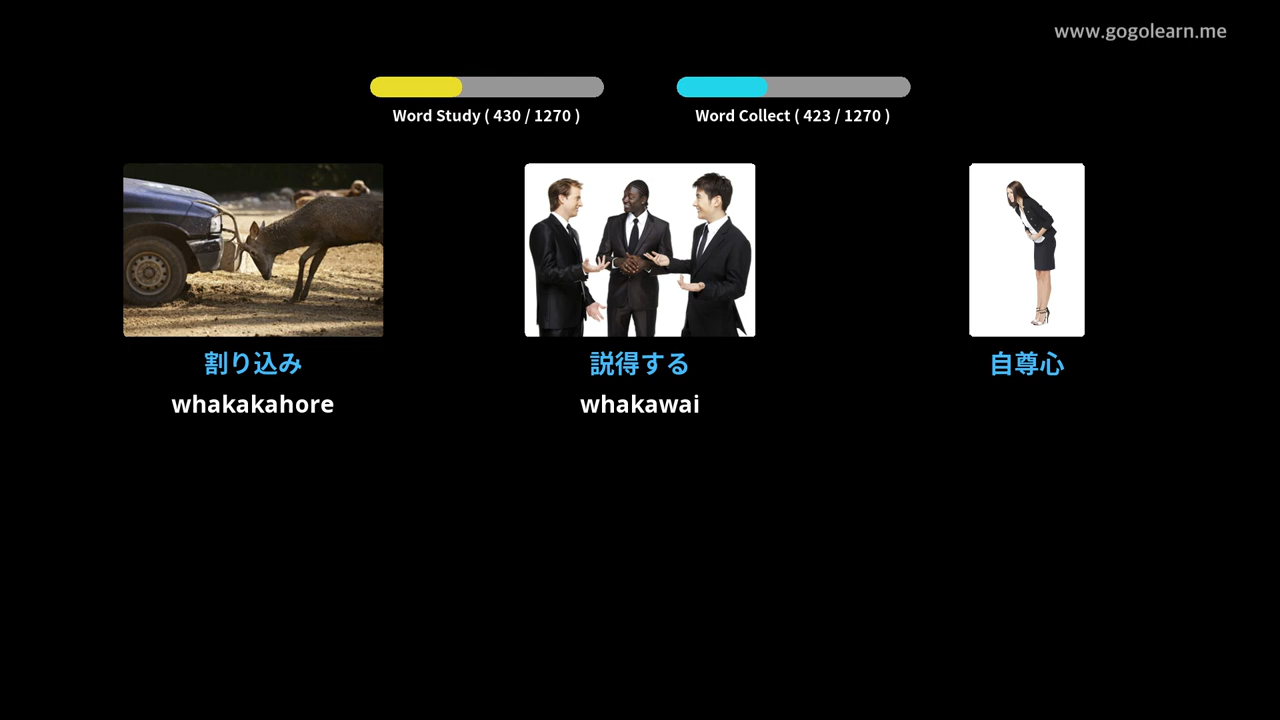 www.gogolearn.me
Word Study ( 430 / 1270 )
Word Collect ( 423 / 1270 )
割り込み
whakakahore
説得する
whakawai
自尊心